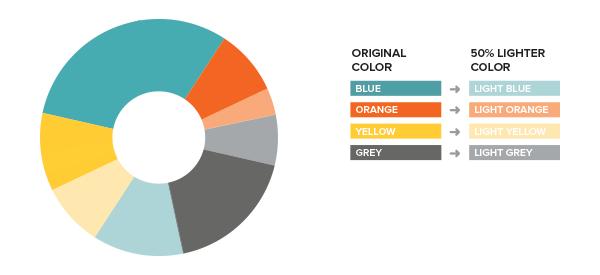 ORIGINAL COLOR
50% LIGHTER COLOR
BLUE → LIGHT BLUE
ORANGE → LIGHT ORANGE
YELLOW → LIGHT YELLOW
GREY → LIGHT GREY